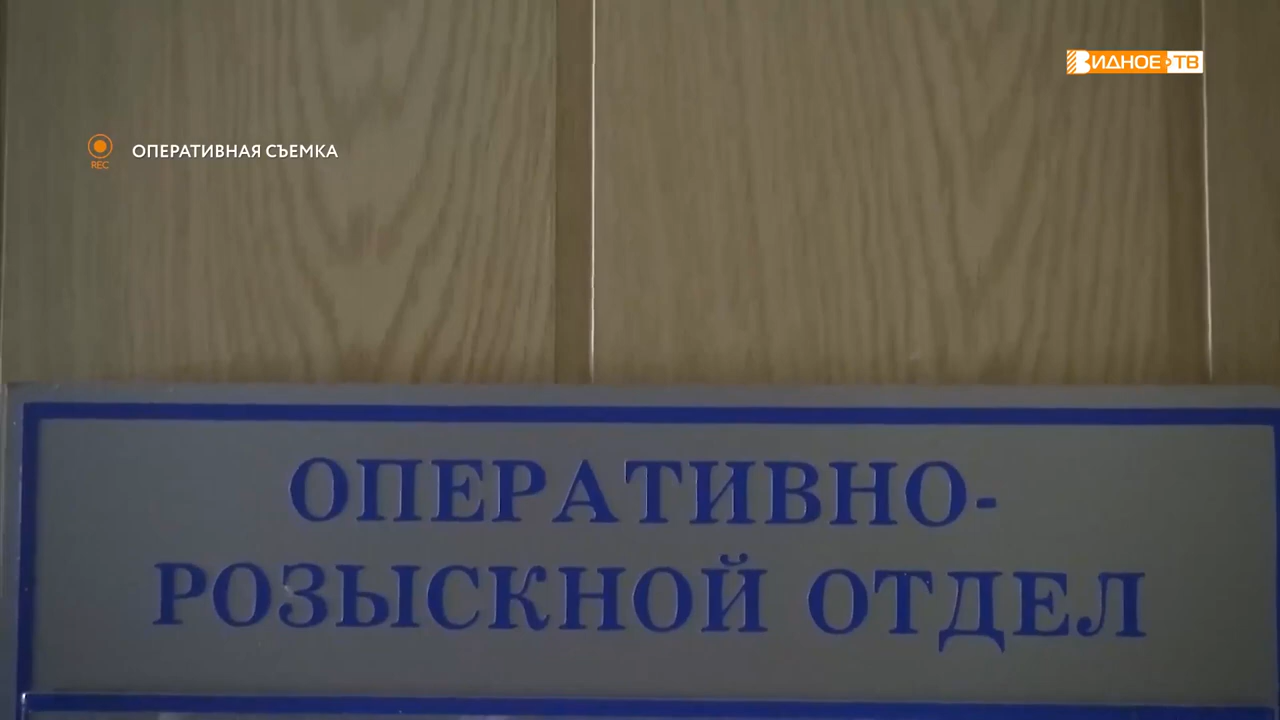 ВИДНОЕ ТВ
REC
ОПЕРАТИВНАЯ СЪЕМКА
ОПЕРАТИВНО-
РОЗЫСКНОЙ ОТДЕЛ